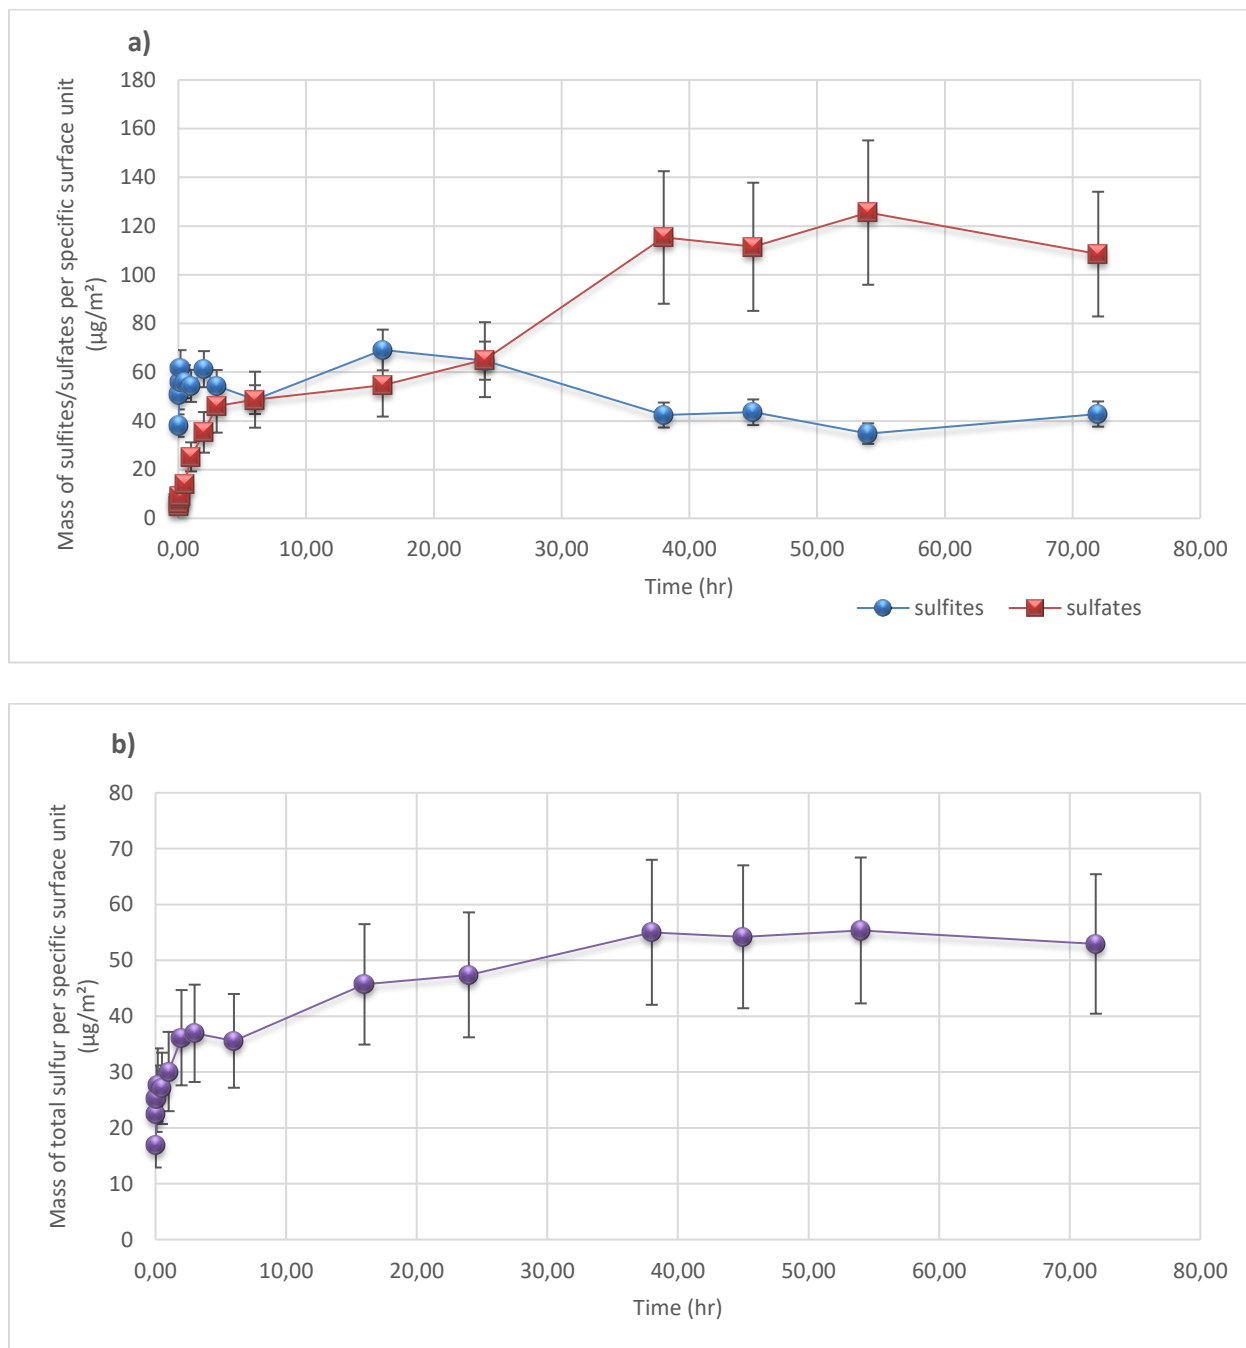 a)
Mass of sulfites/sulfates per specific surface unit
(µg/m²)
180
160
140
120
100
80
60
40
20
0
0,00 10,00 20,00 30,00 40,00 50,00 60,00 70,00 80,00
Time (hr)
sulfites sulfates
b)
Mass of total sulfur per specific surface unit
(µg/m²)
80
70
60
50
40
30
20
10
0
0,00 10,00 20,00 30,00 40,00 50,00 60,00 70,00 80,00
Time (hr)